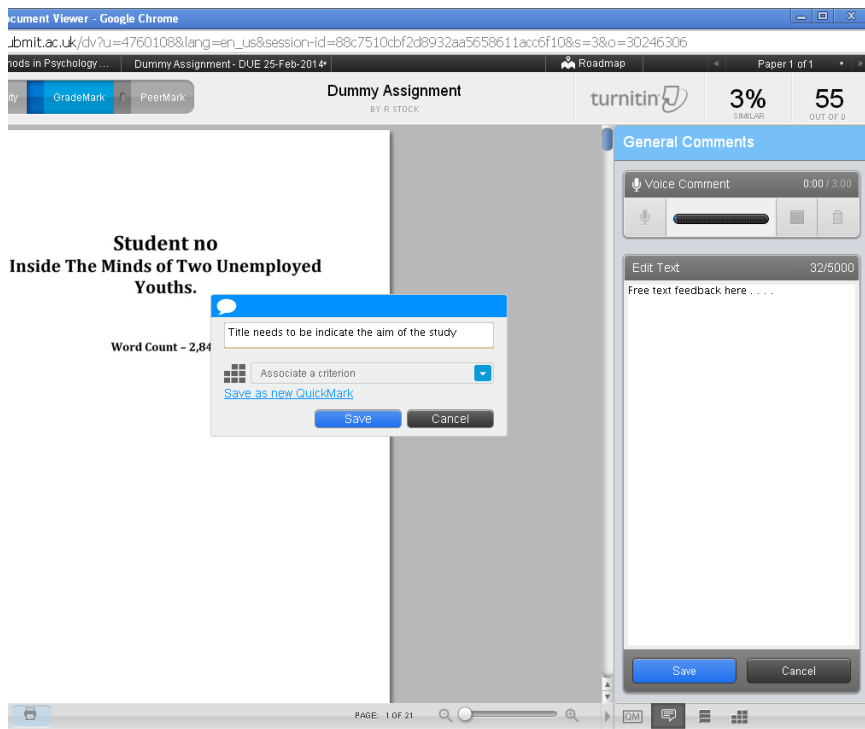 ocument Viewer - Google Chrome
ubmit.ac.uk/dv?u=4760108&lang=en_us&session-id=88c7510cbf2d8932aa5658611acc6f10&s=3&o=30246306
hods in Psychology ... Dummy Assignment - DUE 25-Feb-2014 Roadmap Paper 1 of 1
ity GradeMark PeerMark Dummy Assignment turnitin 3% 55
BY R STOCK SIMILAR OUT OF 0
General Comments
Voice Comment 0:00 / 3:00
Student no
Inside The Minds of Two Unemployed
Youths.
Word Count – 2,84
Title needs to be indicate the aim of the study
Associate a criterion
Save as new QuickMark
Save Cancel
Edit Text 32/5000
Free text feedback here . . . .
Save Cancel
PAGE: 1 OF 21
QM